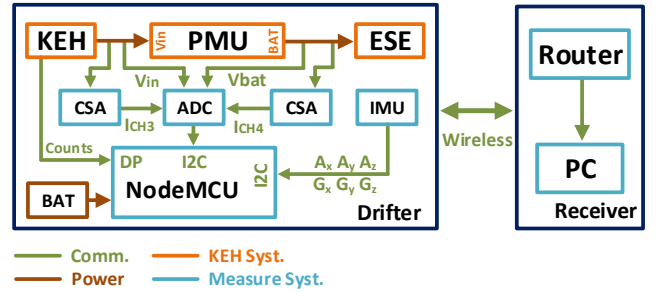 KEH
Vin
PMU
BAT
ESE
Vin
Vbat
CSA
ADC
CSA
IMU
ICH3
ICH4
Counts
DP
I2C
I2C
NodeMCU
Ax Ay Az
Gx Gy Gz
BAT
Drifter
Wireless
Router
PC
Receiver
Comm.
KEH Syst.
Power
Measure Syst.